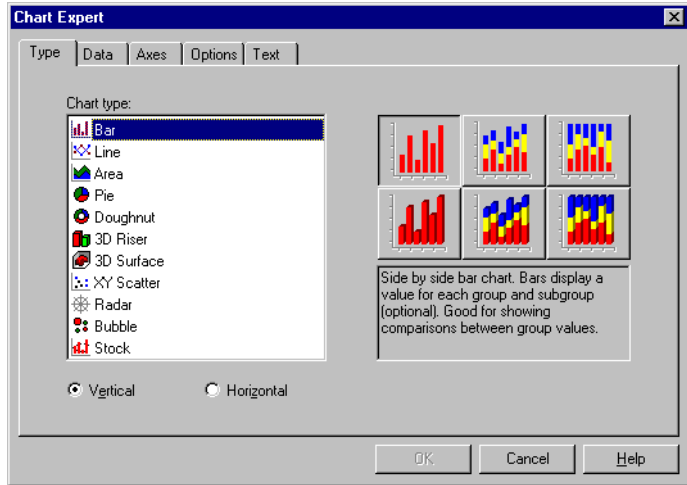 Chart Expert
Type Data Axes Options Text
Chart type:
Bar
Line
Area
Pie
Doughnut
3D Riser
3D Surface
XY Scatter
Radar
Bubble
Stock
Side by side bar chart. Bars display a
value for each group and subgroup
(optional). Good for showing
comparisons between group values.
Vertical Horizontal
OK Cancel Help